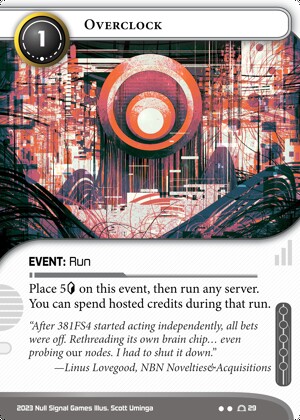 1
Overclock
EVENT: Run
Place 5 on this event, then run any server.
You can spend hosted credits during that run.
“After 381FS4 started acting independently, all bets
were off. Rethreading its own brain chip… even
probing our nodes. I had to shut it down.”
—Linus Lovegood, NBN Novelties&Acquisitions
2023 Null Signal Games Illus. Scott Uminga
29